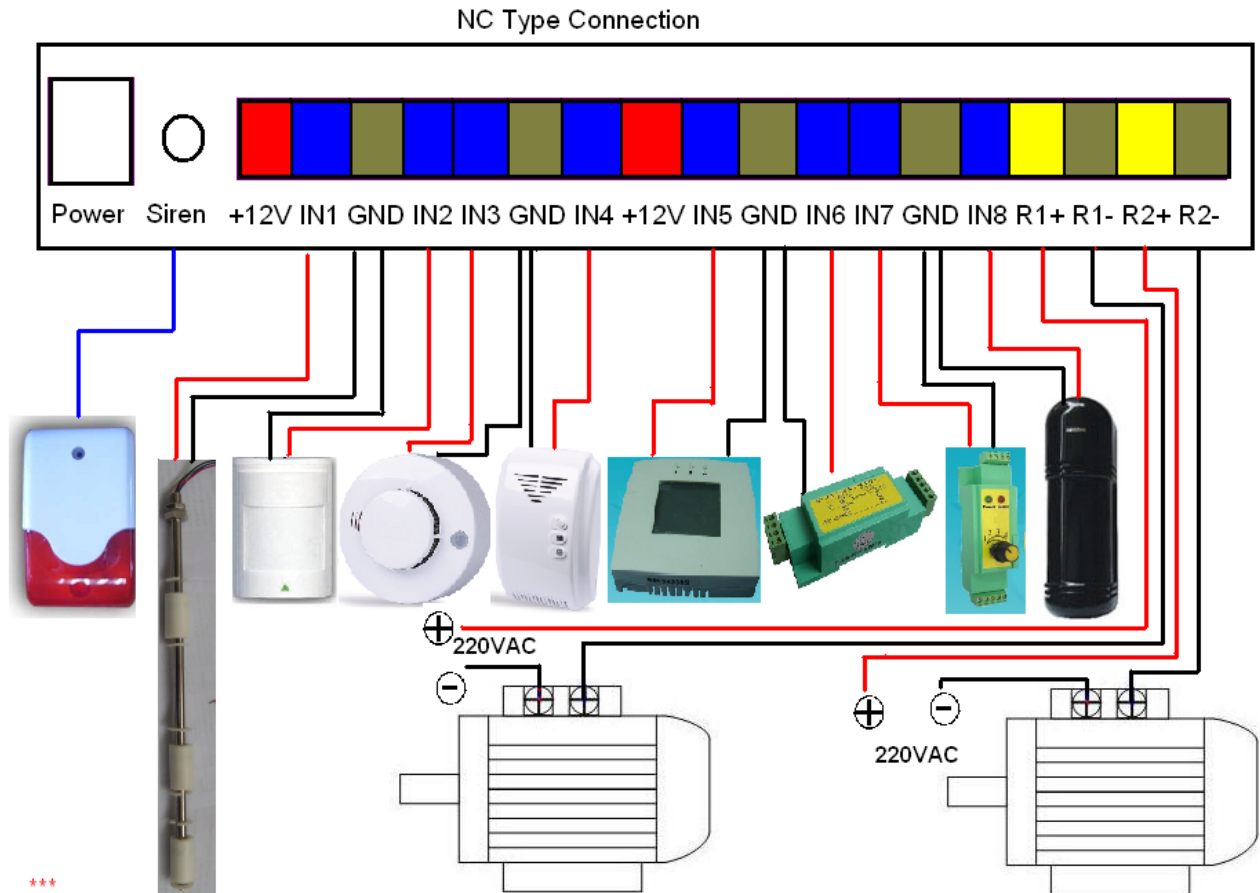 NC Type Connection
Power Siren +12V IN1 GND IN2 IN3 GND IN4 +12V IN5 GND IN6 IN7 GND IN8 R1+ R1- R2+ R2-
+
220VAC
-
+
-
220VAC
***